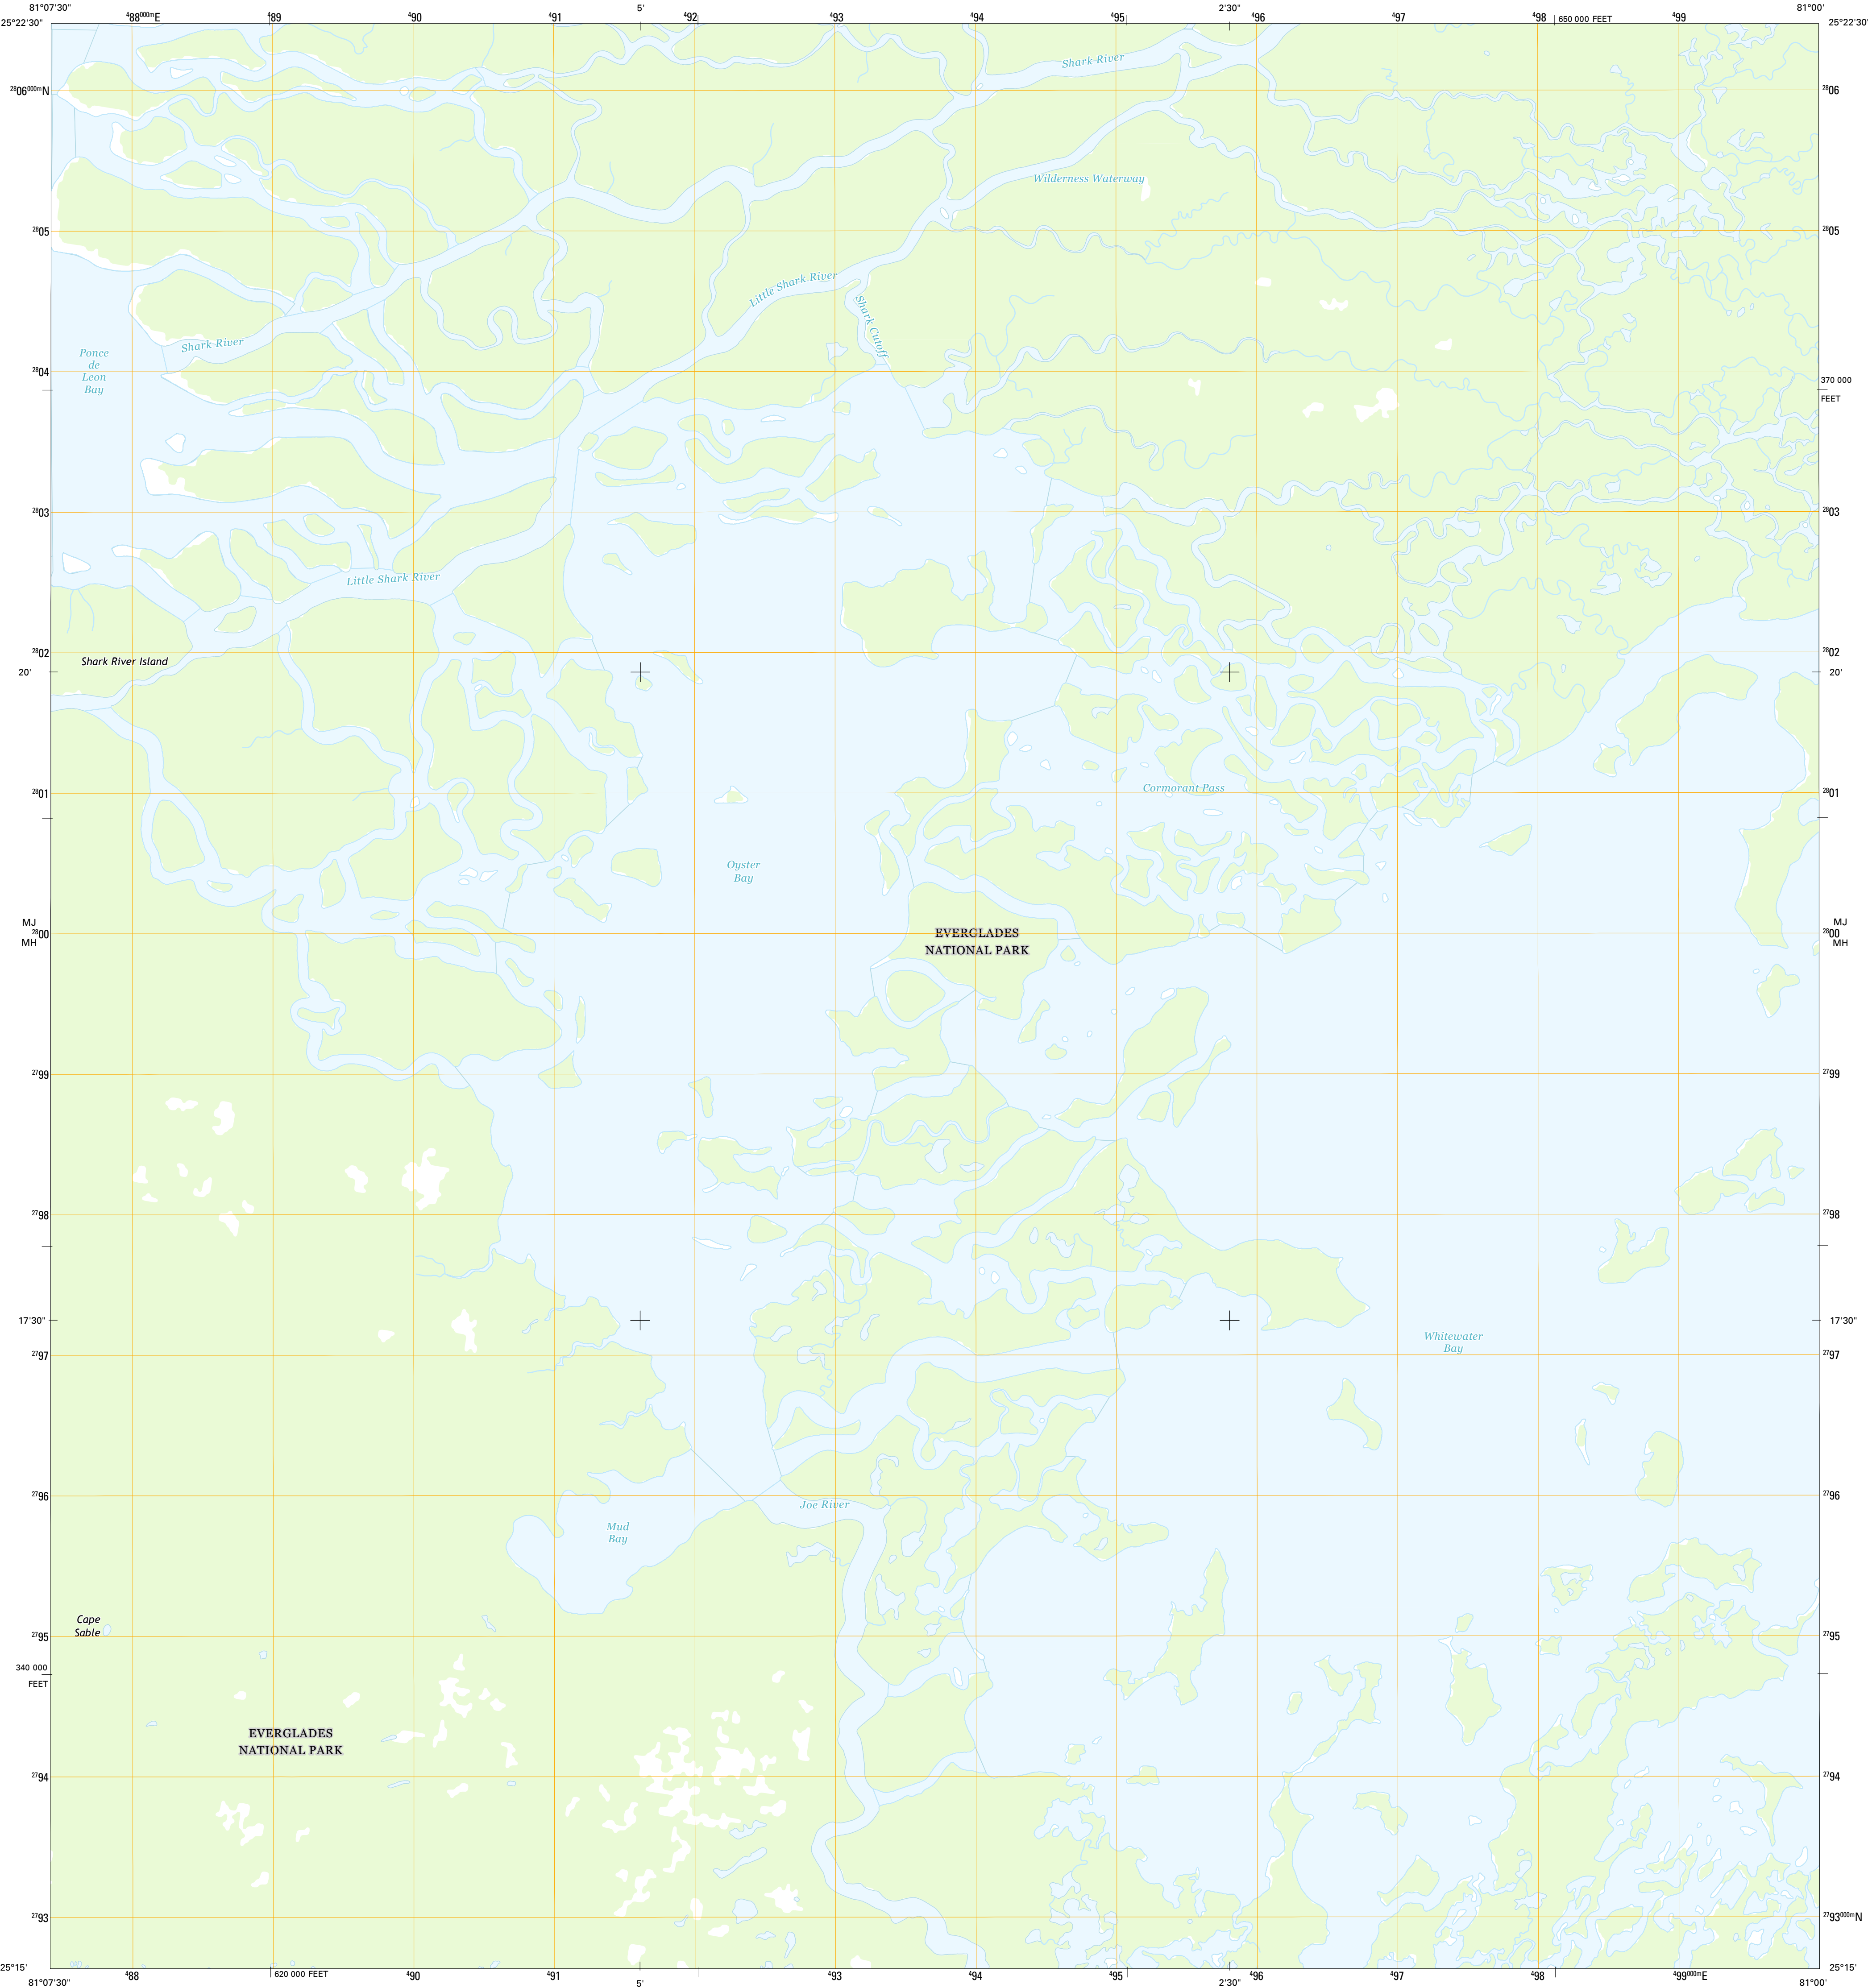 81°07'30"
⁴88⁰⁰⁰ᵐE
⁴89
⁴90
5'
⁴92
⁴93
⁴94
⁴95
2'30"
⁴96
⁴97
⁴98
650 000 FEET
⁴99
81°00'
25°22'30"
25°22'30"
Shark River
²⁸06⁰⁰⁰ᵐN
²⁸06
Wilderness Waterway
²⁸05
²⁸05
Little Shark River
Shark Cutoff
Shark River
Ponce
de
Leon
Bay
²⁸04
²⁸04
370 000
FEET
²⁸03
²⁸03
Little Shark River
²⁸02
²⁸02
Shark River Island
20'
20'
Cormorant Pass
²⁸01
²⁸01
Oyster
Bay
MJ
MH
²⁸00
MJ
MH
²⁸00
EVERGLADES
NATIONAL PARK
²⁷99
²⁷99
²⁷98
²⁷98
17'30"
17'30"
Whitewater
Bay
²⁷97
²⁷97
²⁷96
²⁷96
Joe River
Mud
Bay
Cape
Sable
²⁷95
²⁷95
340 000
FEET
EVERGLADES
NATIONAL PARK
²⁷94
²⁷94
²⁷93
²⁷93⁰⁰⁰ᵐN
25°15'
25°15'
81°07'30"
⁴88
620 000 FEET
⁴90
⁴91
5'
⁴93
⁴94
⁴95
2'30"
⁴96
⁴97
⁴98
⁴99⁰⁰⁰ᵐE
81°00'